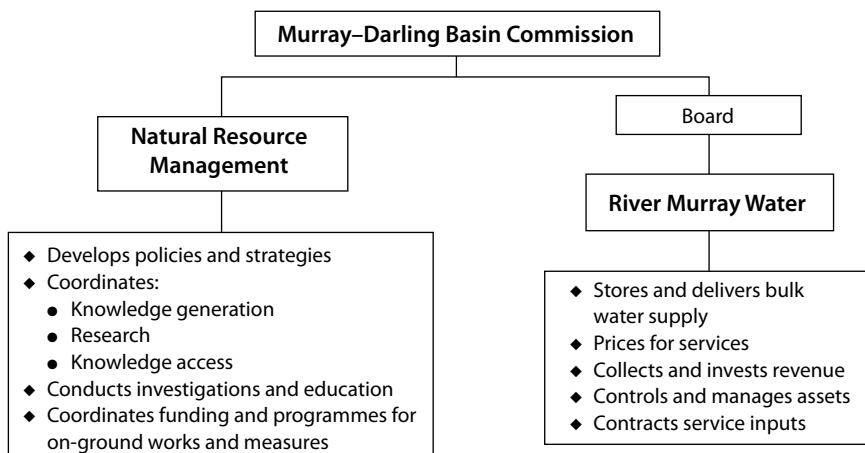 Murray–Darling Basin Commission
Natural Resource
Management
◆ Develops policies and strategies
◆ Coordinates:
● Knowledge generation
● Research
● Knowledge access
◆ Conducts investigations and education
◆ Coordinates funding and programmes for
on-ground works and measures
Board
River Murray Water
◆ Stores and delivers bulk
water supply
◆ Prices for services
◆ Collects and invests revenue
◆ Controls and manages assets
◆ Contracts service inputs